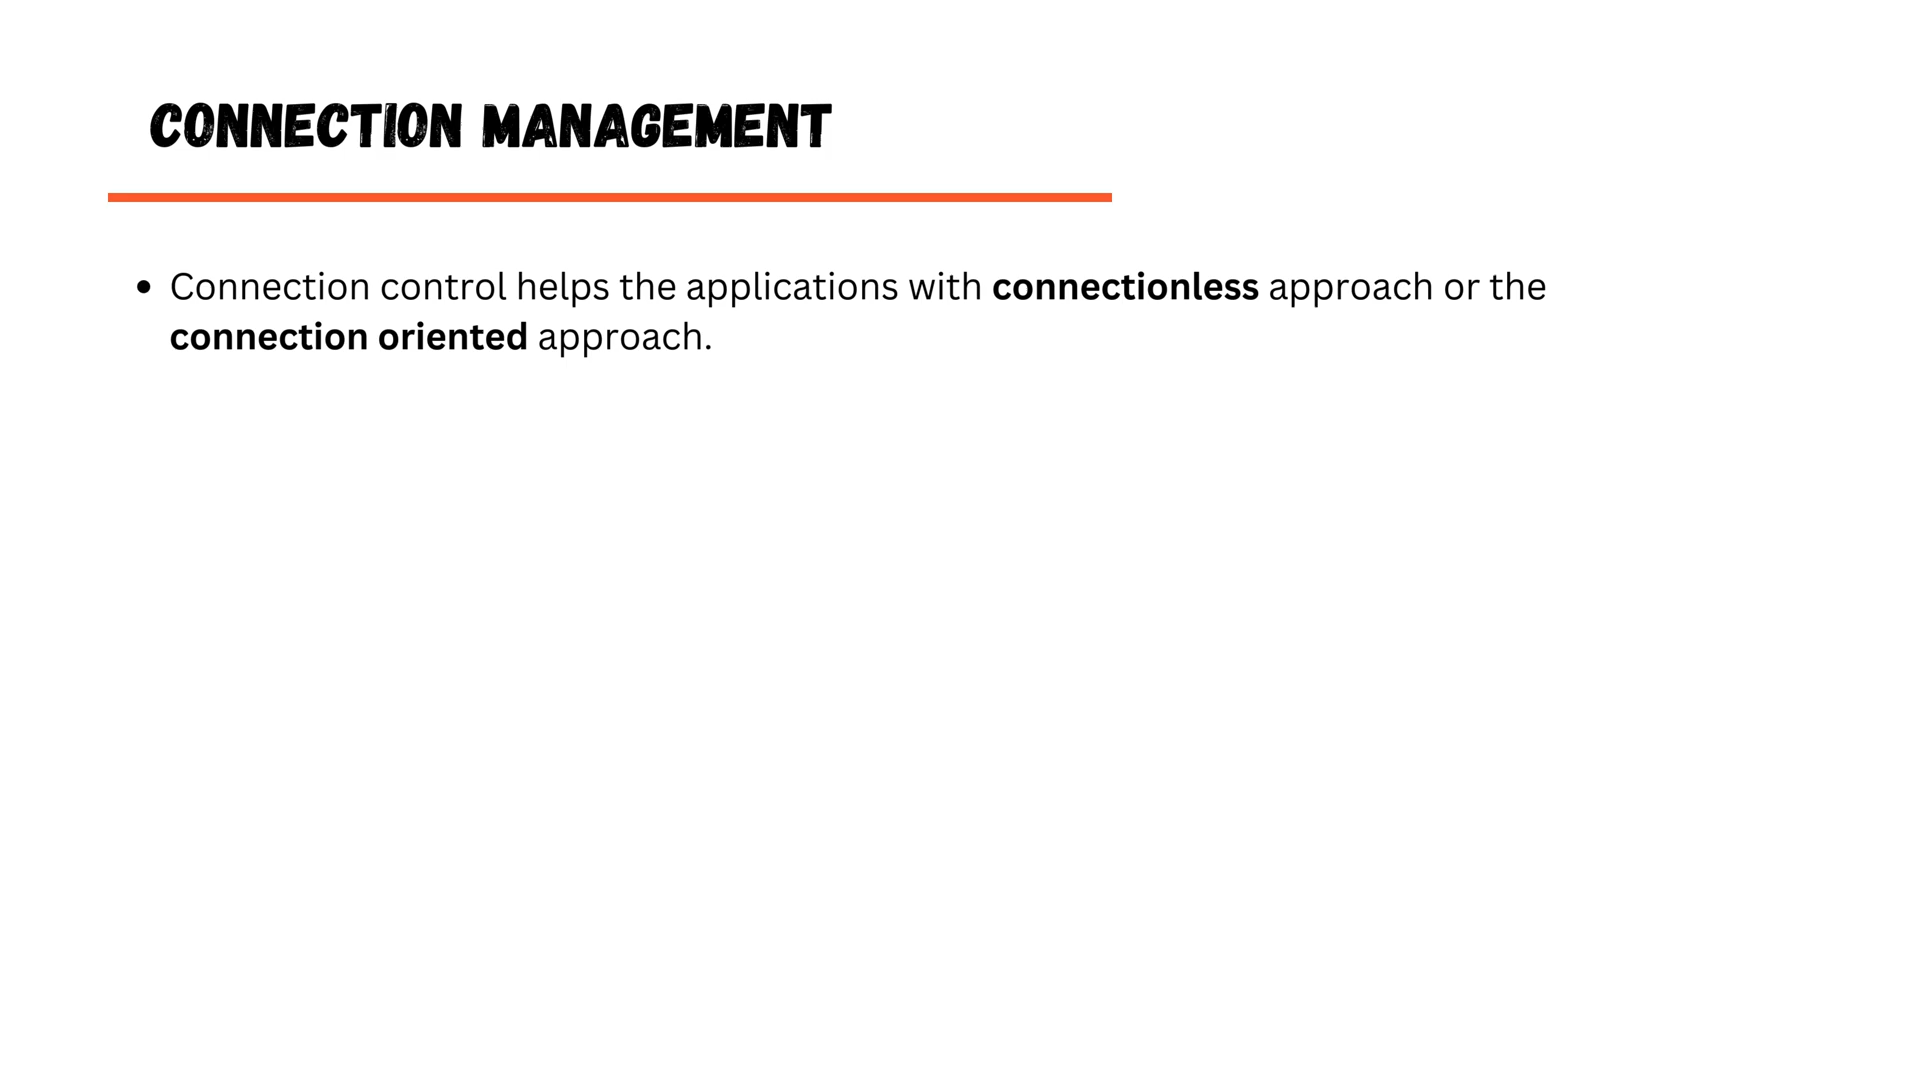 CONNECTION MANAGEMENT
• Connection control helps the applications with connectionless approach or the
connection oriented approach.